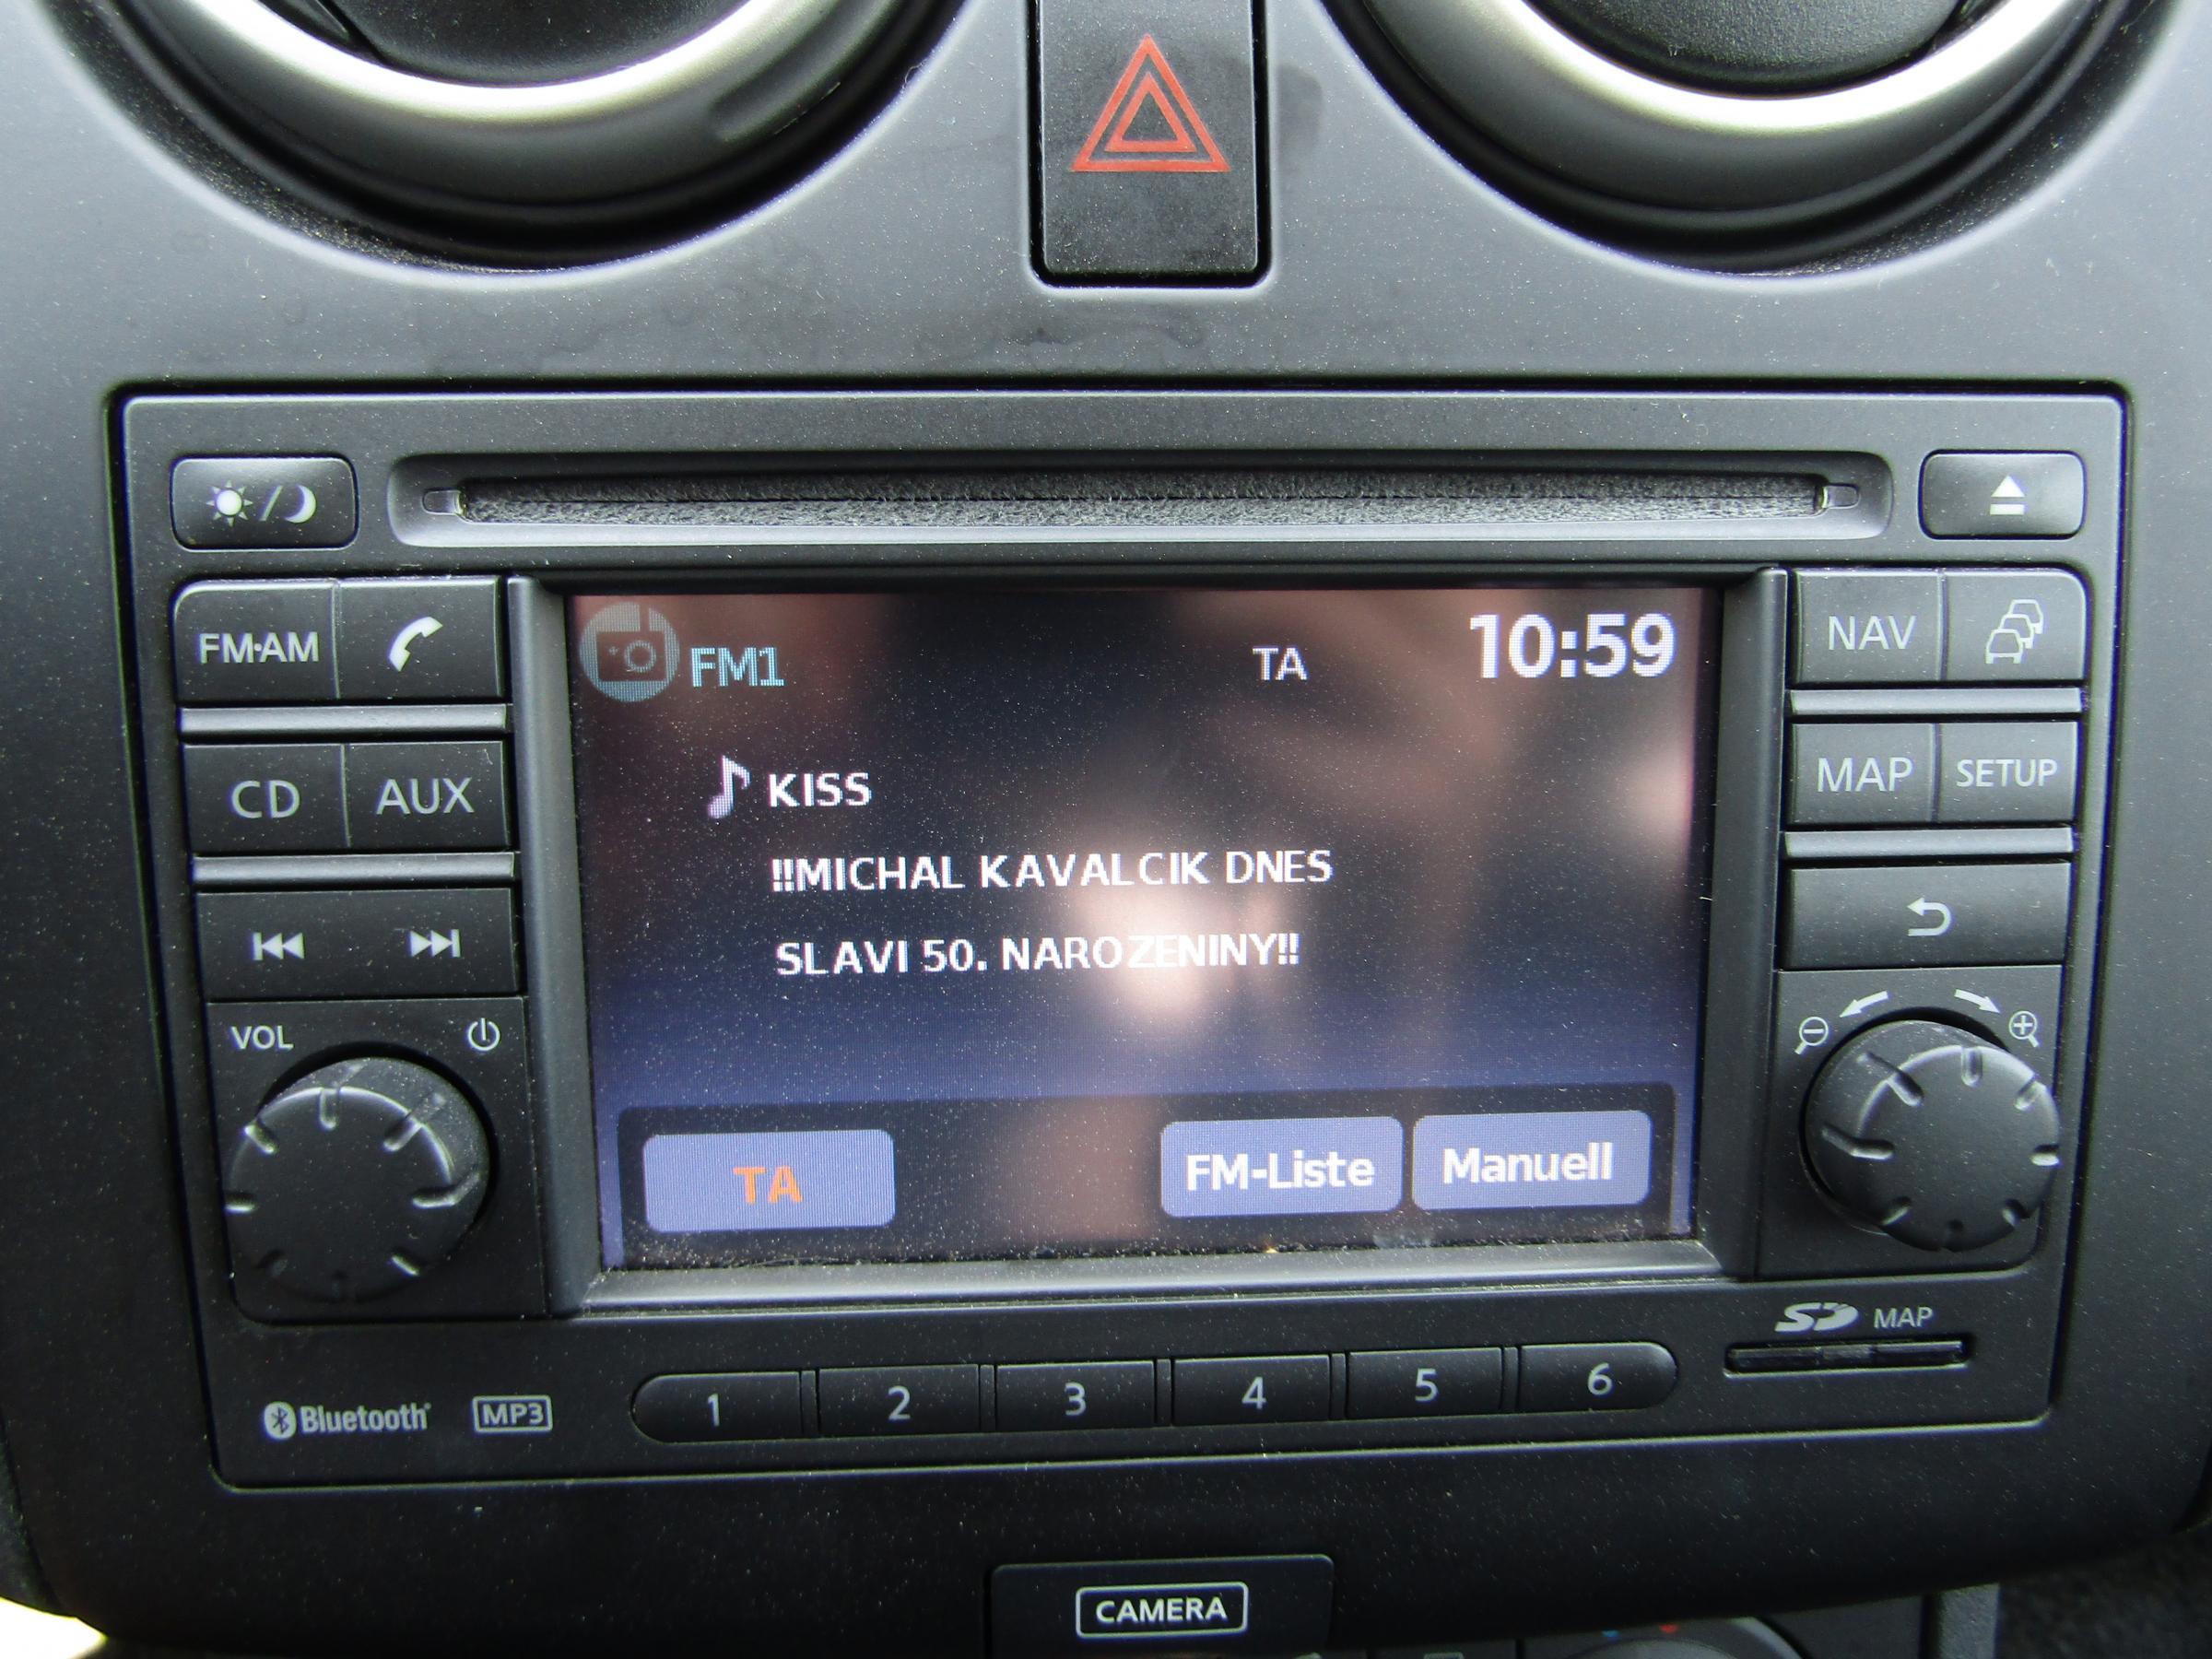 FM·AM
FM1
TA
10:59
NAV
KISS
CD
AUX
MAP
SETUP
!!MICHAL KAVALCIK DNES
SLAVI 50. NAROZENINY!!
VOL
TA
FM-Liste
Manuell
SD MAP
Bluetooth®
MP3
1
2
3
4
5
6
CAMERA